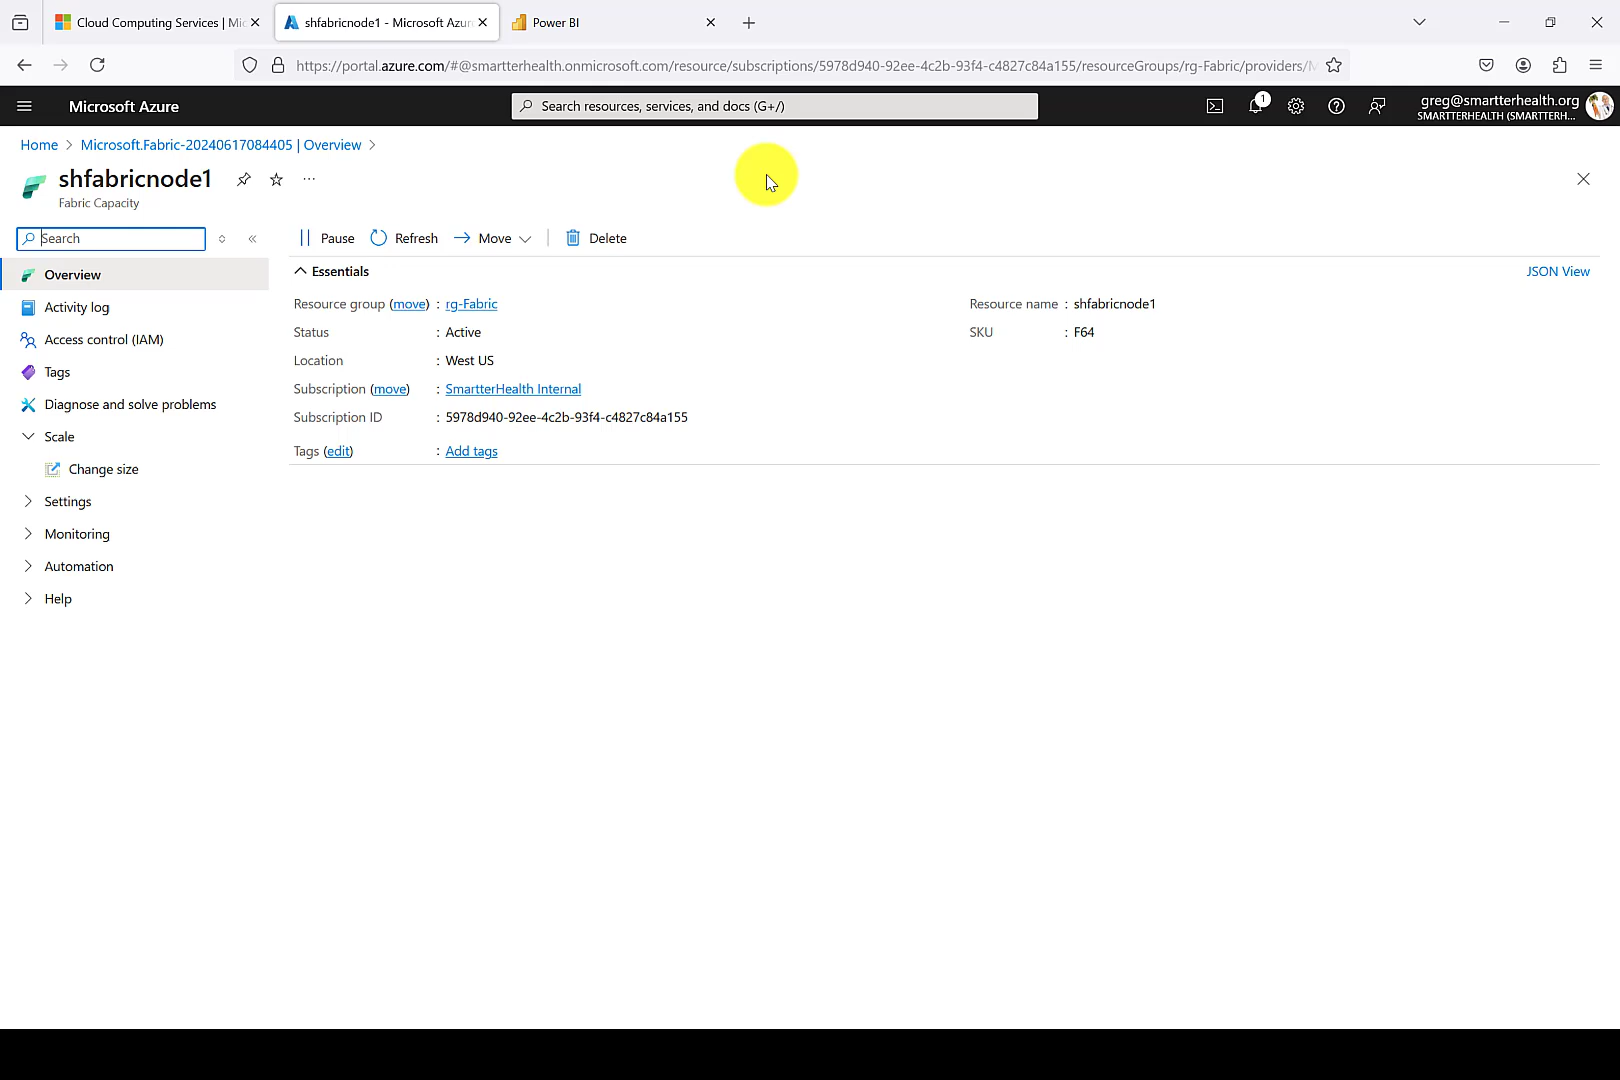 Cloud Computing Services | Mic
shfabricnode1 - Microsoft Azur
Power BI
https://portal.azure.com/#@smartterhealth.onmicrosoft.com/resource/subscriptions/5978d940-92ee-4c2b-93f4-c4827c84a155/resourceGroups/rg-Fabric/providers/M
Microsoft Azure
Search resources, services, and docs (G+/)
1
greg@smartterhealth.org
SMARTTERHEALTH (SMARTTERH...
Home > Microsoft.Fabric-20240617084405 | Overview >
shfabricnode1
Fabric Capacity
Search
Pause
Refresh
Move
Delete
Overview
Activity log
Access control (IAM)
Tags
Diagnose and solve problems
Scale
Change size
Settings
Monitoring
Automation
Help
Essentials
JSON View
Resource group (move) : rg-Fabric
Status : Active
Location : West US
Subscription (move) : SmartterHealth Internal
Subscription ID : 5978d940-92ee-4c2b-93f4-c4827c84a155
Tags (edit) : Add tags
Resource name : shfabricnode1
SKU : F64